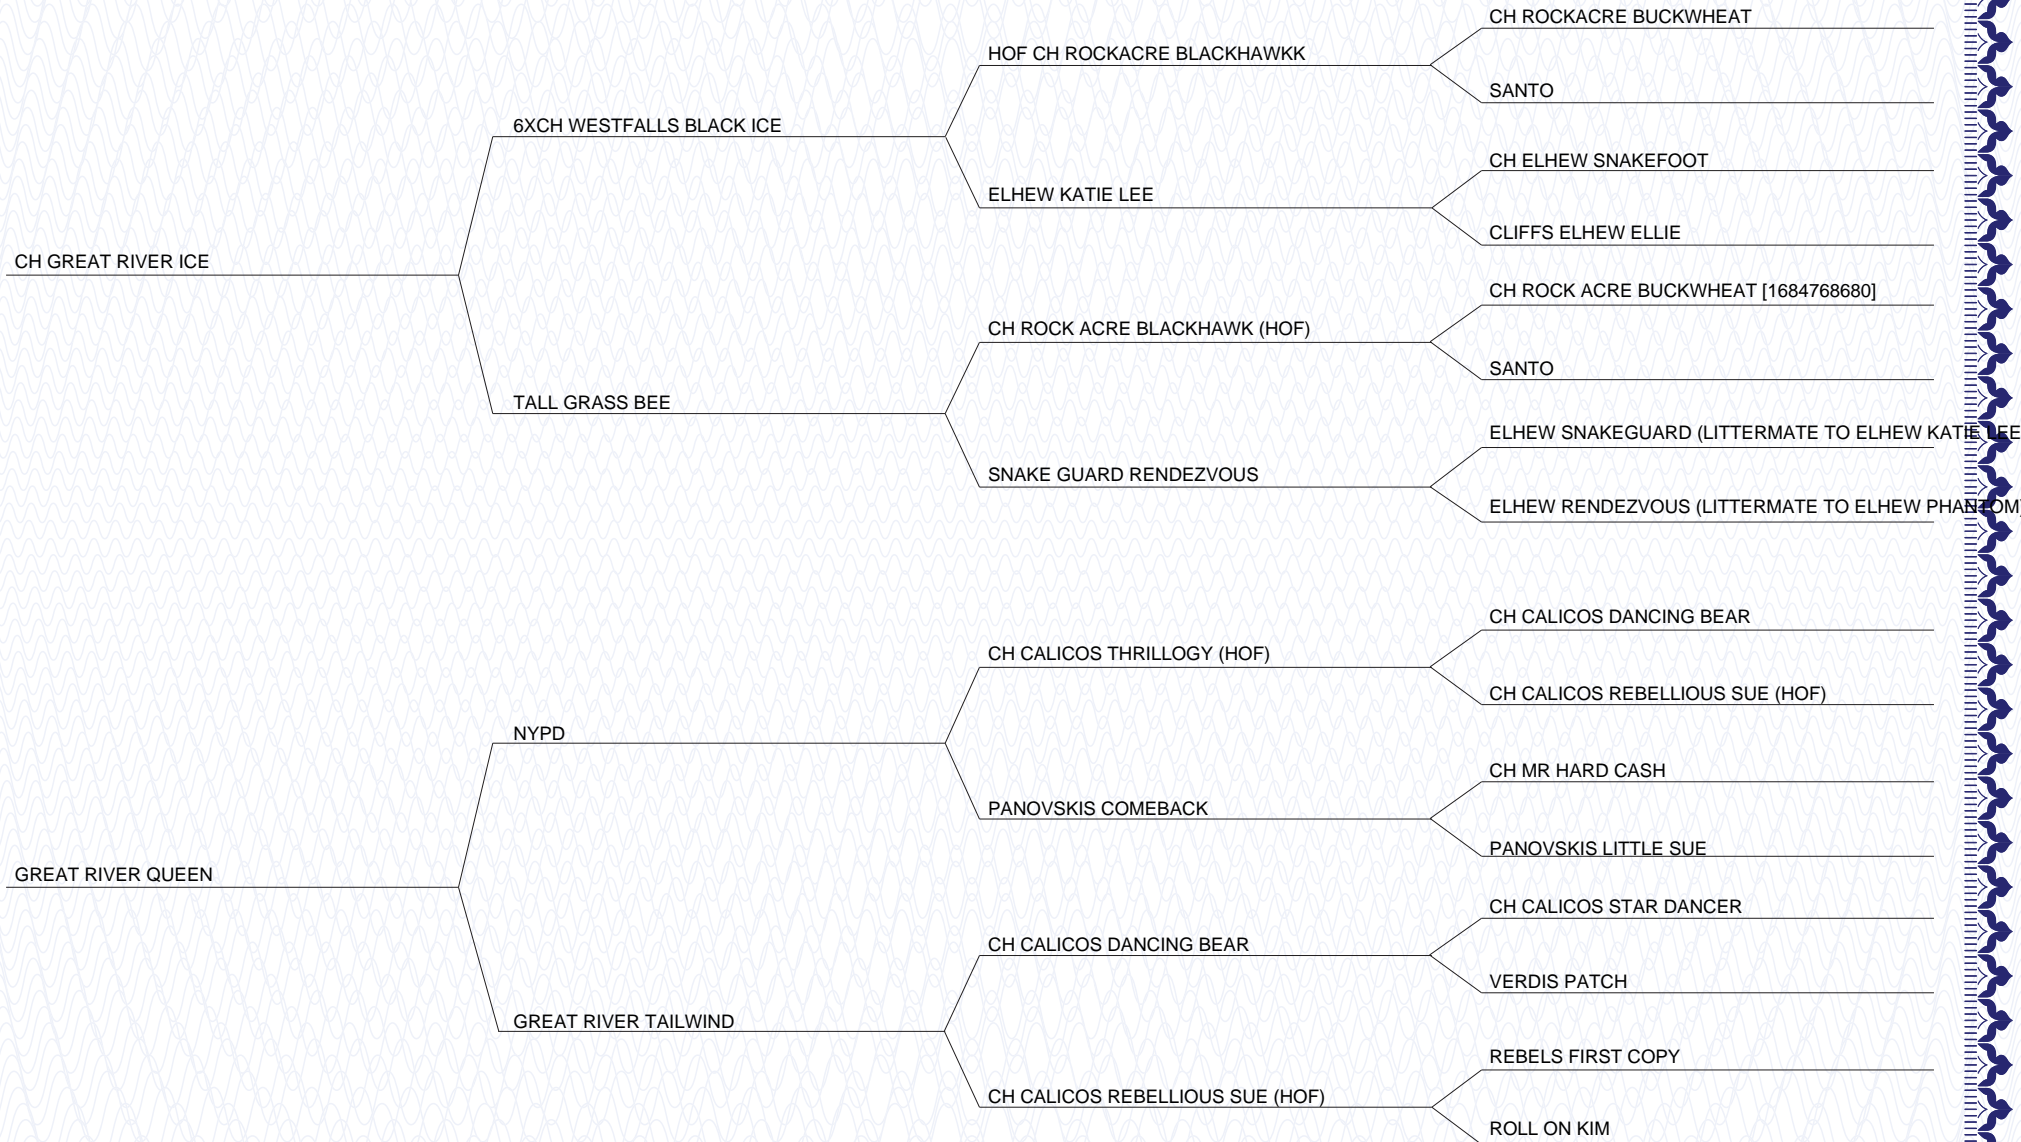 CH ROCKACRE BUCKWHEAT
HOF CH ROCKACRE BLACKHAWKK
SANTO
6XCH WESTFALLS BLACK ICE
CH ELHEW SNAKEFOOT
ELHEW KATIE LEE
CLIFFS ELHEW ELLIE
CH GREAT RIVER ICE
CH ROCK ACRE BUCKWHEAT [1684768680]
CH ROCK ACRE BLACKHAWK (HOF)
SANTO
TALL GRASS BEE
ELHEW SNAKEGUARD (LITTERMATE TO ELHEW KATIE LEE
SNAKE GUARD RENDEZVOUS
ELHEW RENDEZVOUS (LITTERMATE TO ELHEW PHANTOM)
CH CALICOS DANCING BEAR
CH CALICOS THRILLOGY (HOF)
CH CALICOS REBELLIOUS SUE (HOF)
NYPD
CH MR HARD CASH
PANOVSKIS COMEBACK
PANOVSKIS LITTLE SUE
GREAT RIVER QUEEN
CH CALICOS STAR DANCER
CH CALICOS DANCING BEAR
VERDIS PATCH
GREAT RIVER TAILWIND
REBELS FIRST COPY
CH CALICOS REBELLIOUS SUE (HOF)
ROLL ON KIM